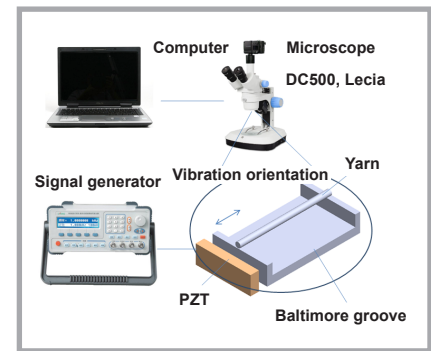 Computer
Microscope
DC500, Lecia
Yarn
Vibration orientation
Signal generator
PZT
Baltimore groove